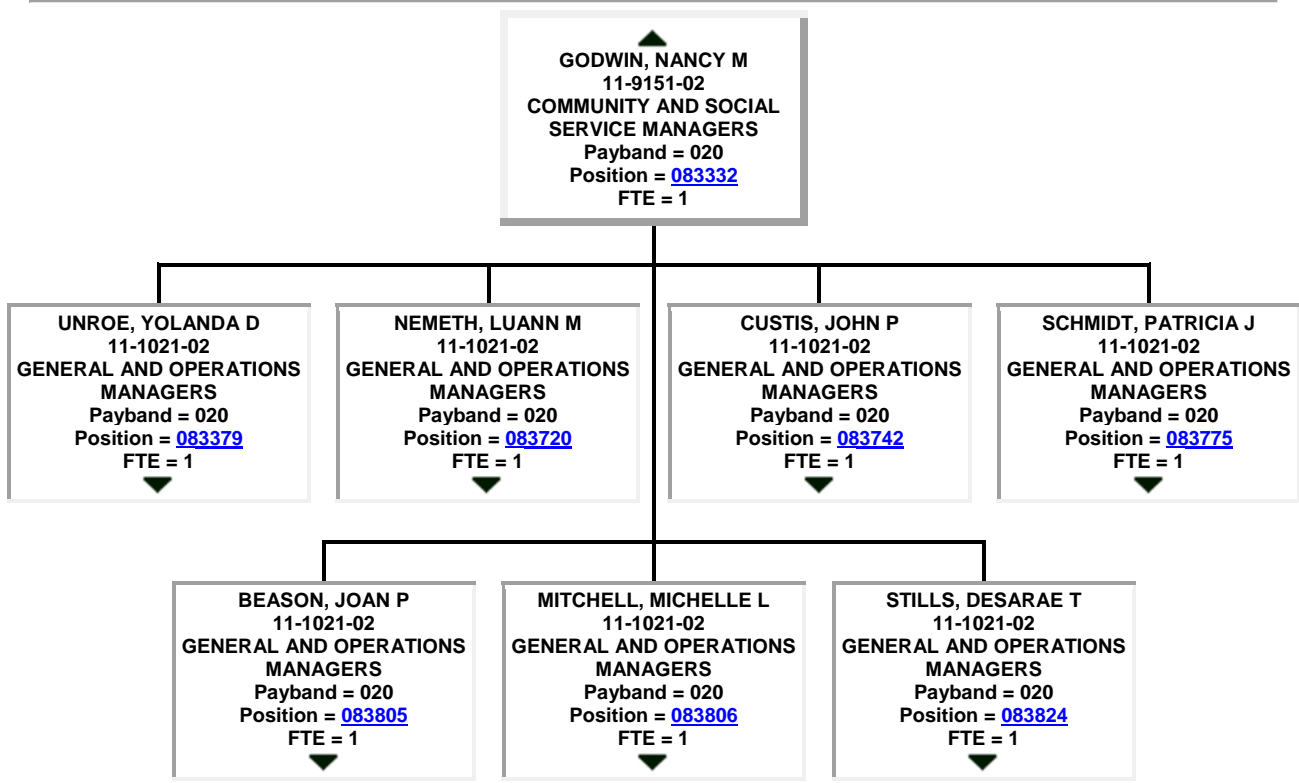 GODWIN, NANCY M
11-9151-02
COMMUNITY AND SOCIAL
SERVICE MANAGERS
Payband = 020
Position = 083332
FTE = 1
UNROE, YOLANDA D
11-1021-02
GENERAL AND OPERATIONS
MANAGERS
Payband = 020
Position = 083379
FTE = 1
NEMETH, LUANN M
11-1021-02
GENERAL AND OPERATIONS
MANAGERS
Payband = 020
Position = 083720
FTE = 1
CUSTIS, JOHN P
11-1021-02
GENERAL AND OPERATIONS
MANAGERS
Payband = 020
Position = 083742
FTE = 1
SCHMIDT, PATRICIA J
11-1021-02
GENERAL AND OPERATIONS
MANAGERS
Payband = 020
Position = 083775
FTE = 1
BEASON, JOAN P
11-1021-02
GENERAL AND OPERATIONS
MANAGERS
Payband = 020
Position = 083805
FTE = 1
MITCHELL, MICHELLE L
11-1021-02
GENERAL AND OPERATIONS
MANAGERS
Payband = 020
Position = 083806
FTE = 1
STILLS, DESARAE T
11-1021-02
GENERAL AND OPERATIONS
MANAGERS
Payband = 020
Position = 083824
FTE = 1